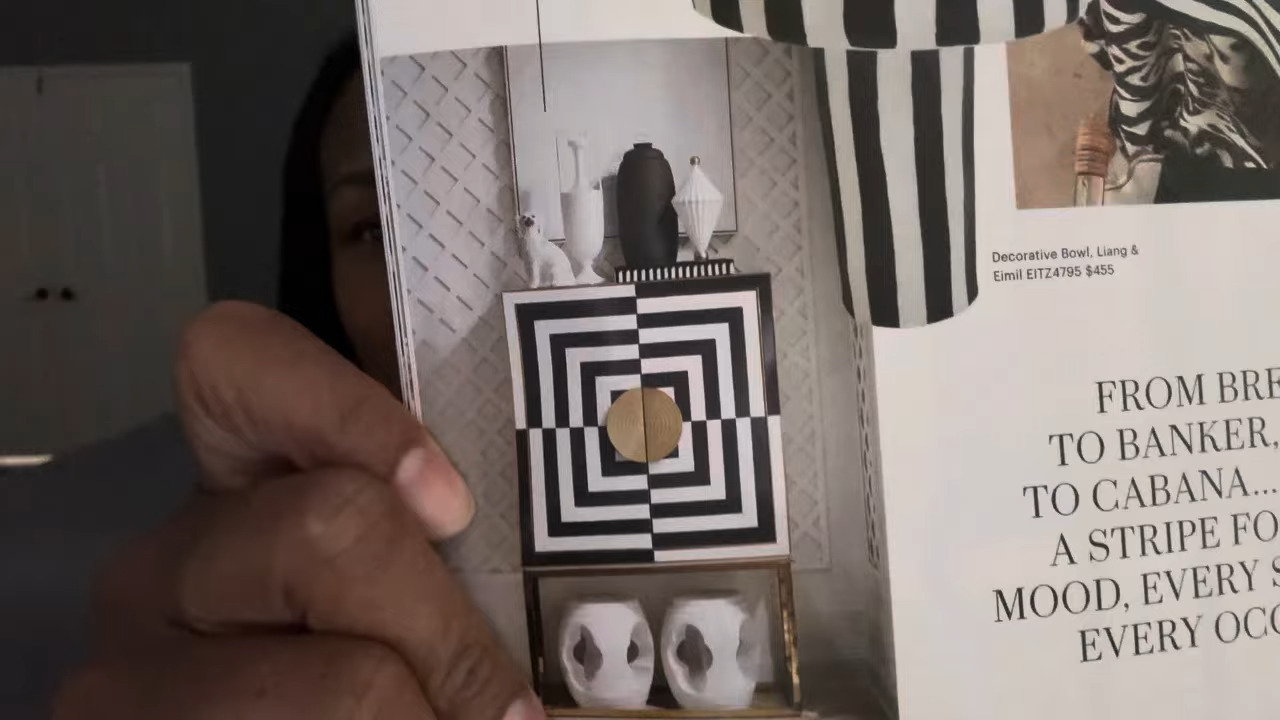 Decorative Bowl, Liang &
Eimil EITZ4795 $455
FROM
TO BANKER,
TO CABANA...
A STRIPE
MOOD, EVERY
EVERY